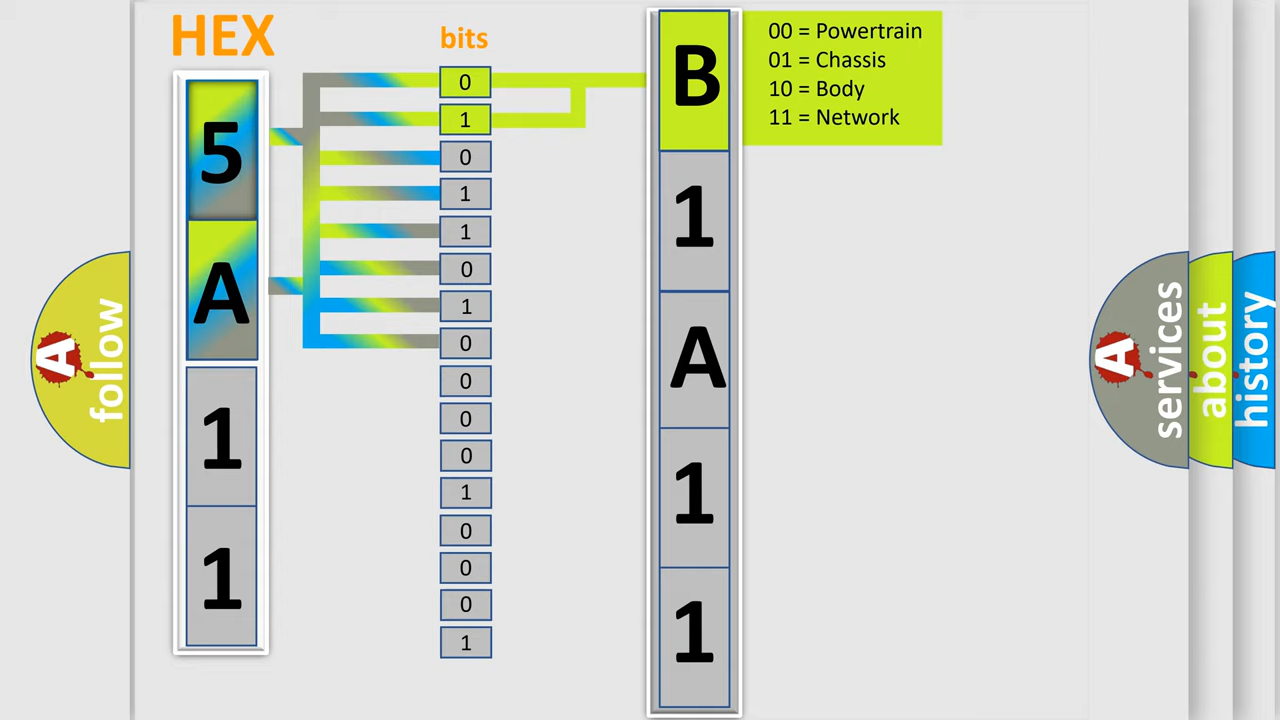 HEX
bits
5
A
1
1
0
1
0
1
1
0
1
0
0
0
0
1
0
0
0
1
B
1
A
1
1
00 = Powertrain
01 = Chassis
10 = Body
11 = Network
A follow
A services
about
history